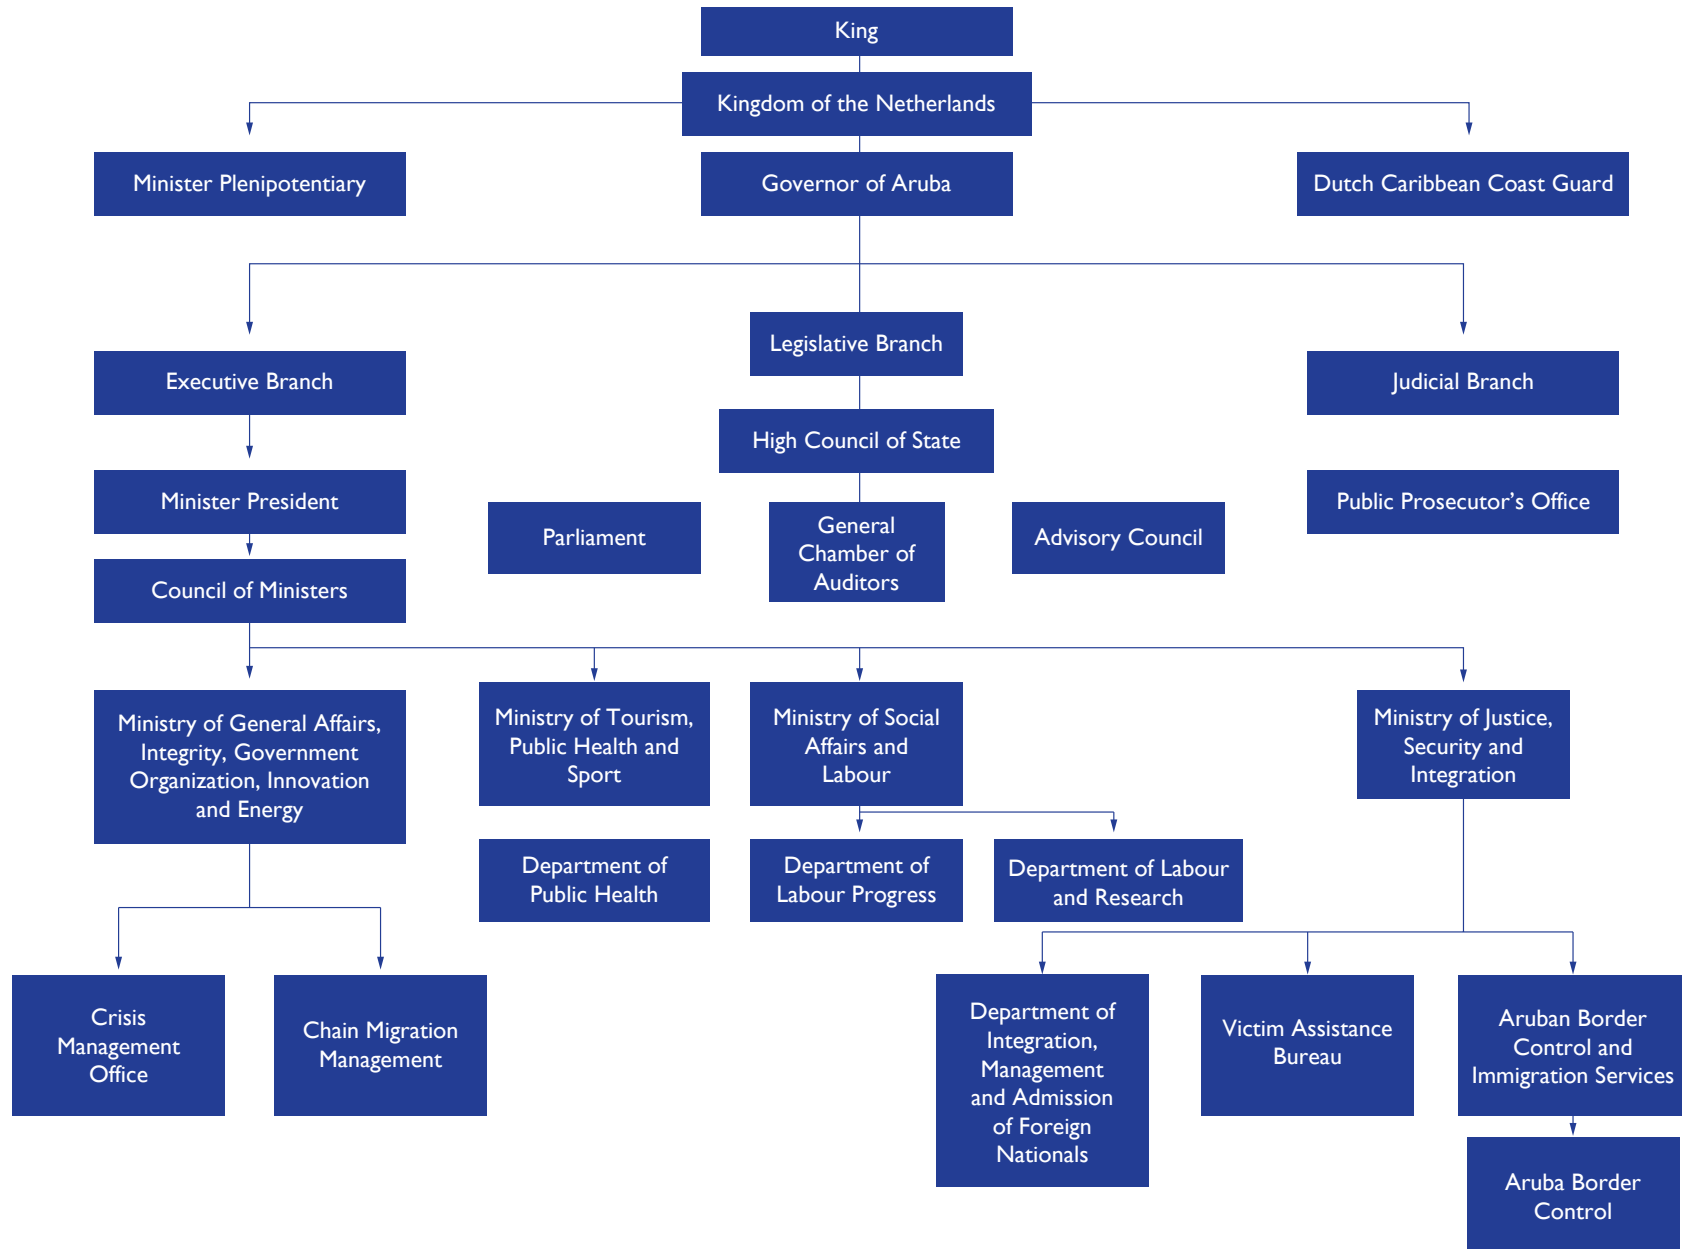 King
Kingdom of the Netherlands
Minister Plenipotentiary
Governor of Aruba
Dutch Caribbean Coast Guard
Legislative Branch
Executive Branch
Judicial Branch
High Council of State
Minister President
Public Prosecutor’s Office
Parliament
General
Chamber of
Auditors
Advisory Council
Council of Ministers
Ministry of General Affairs,
Integrity, Government
Organization, Innovation
and Energy
Ministry of Tourism,
Public Health and
Sport
Ministry of Social
Affairs and
Labour
Ministry of Justice,
Security and
Integration
Department of
Public Health
Department of
Labour Progress
Department of Labour
and Research
Crisis
Management
Office
Chain Migration
Management
Department of
Integration,
Management
and Admission
of Foreign
Nationals
Victim Assistance
Bureau
Aruban Border
Control and
Immigration Services
Aruba Border
Control